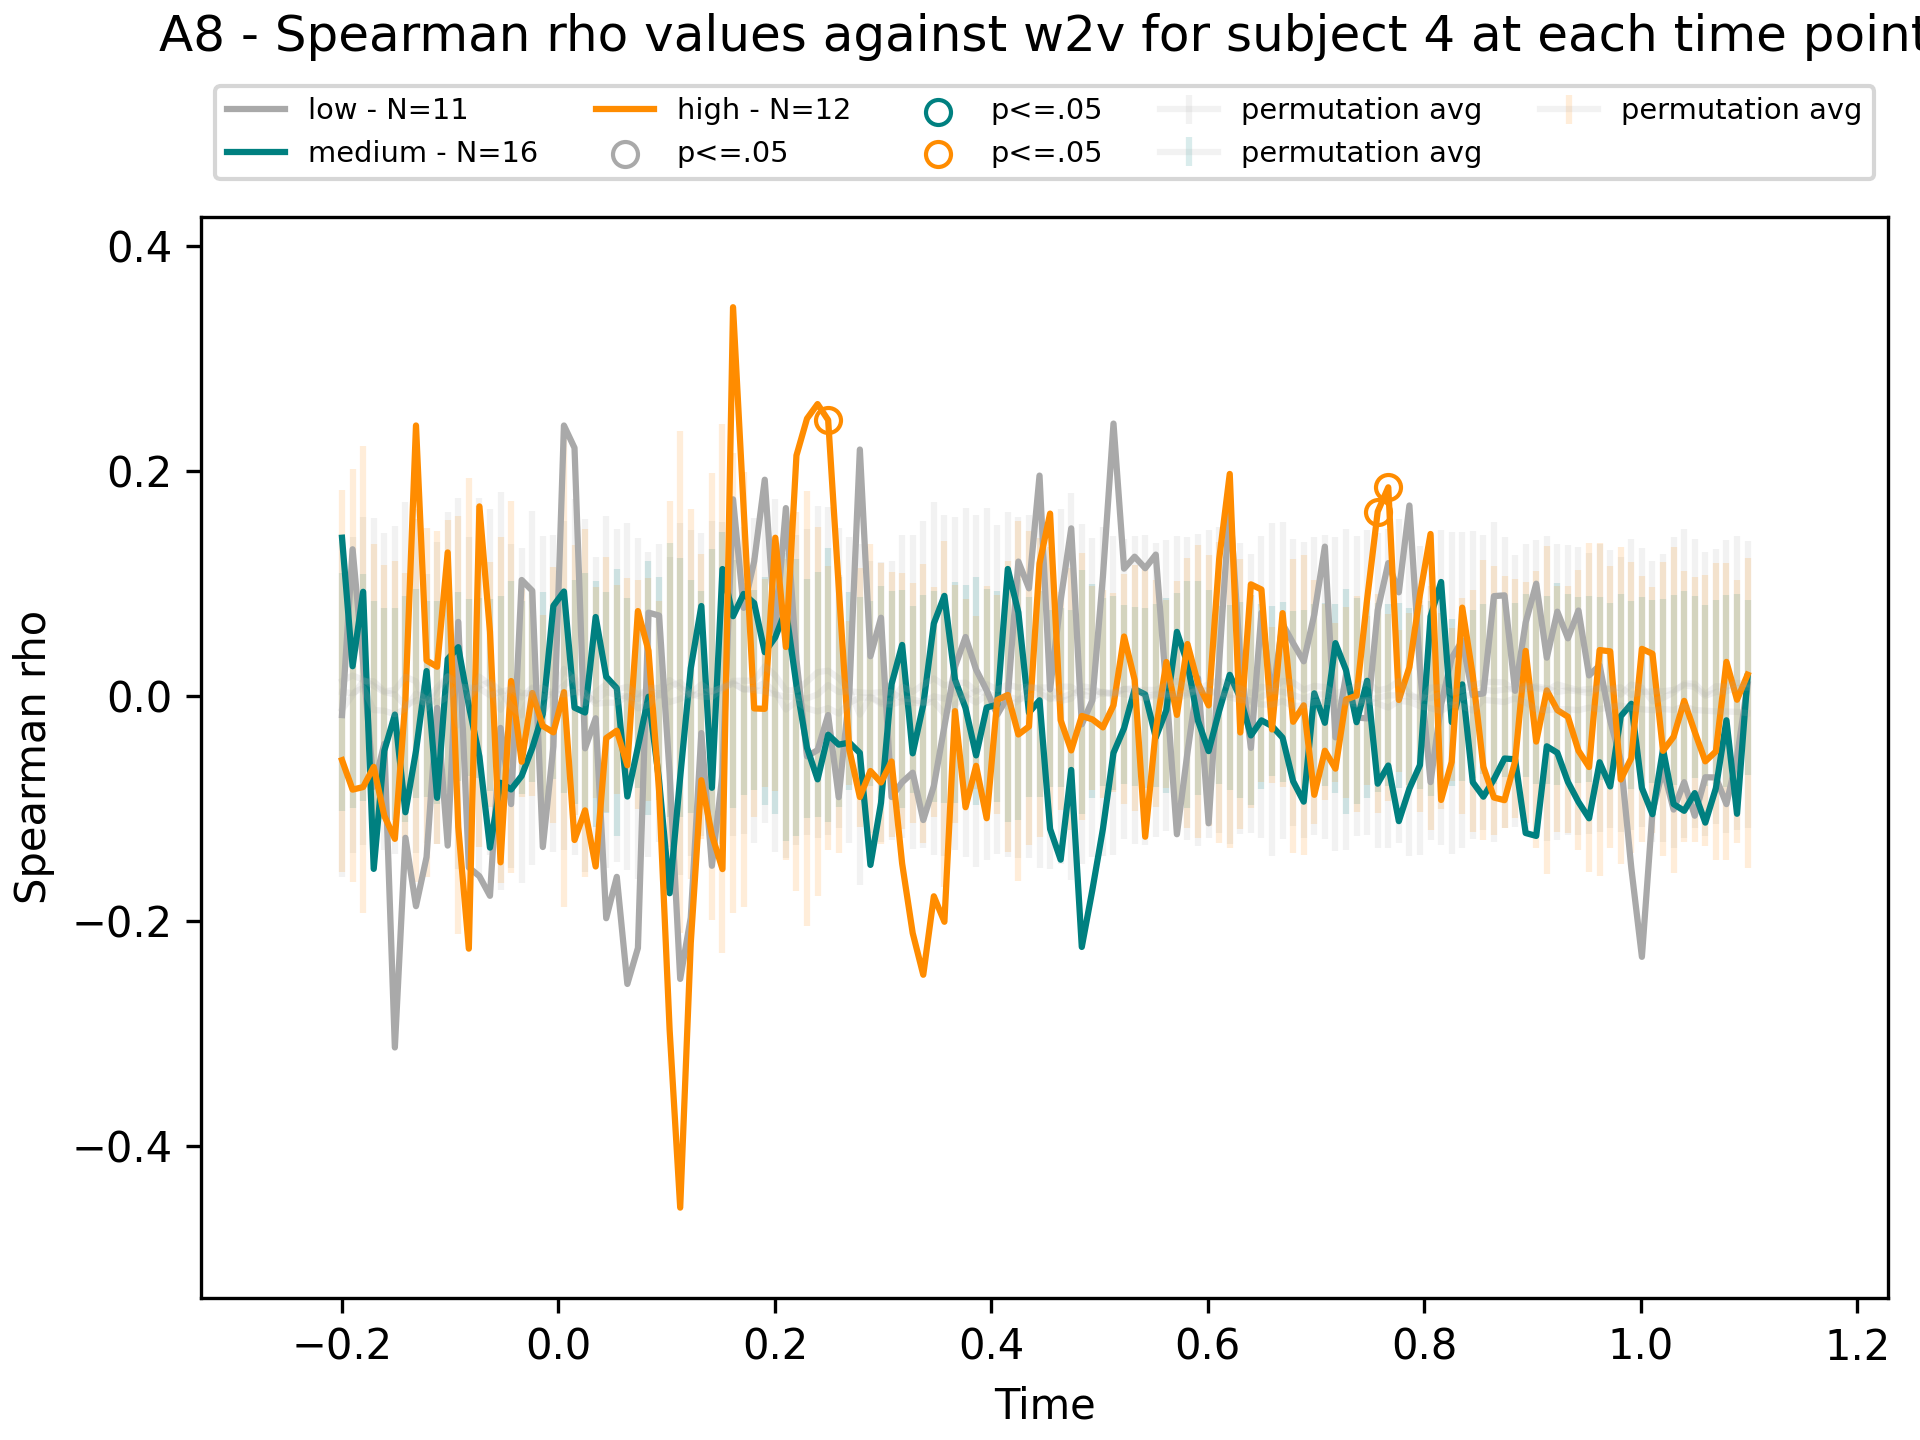 A8 - Spearman rho values against w2v for subject 4 at each time point
low - N=11
medium - N=16
high - N=12
p<=.05
p<=.05
p<=.05
permutation avg
permutation avg
permutation avg
0.4
0.2
0.0
−0.2
−0.4
Spearman rho
−0.2 0.0 0.2 0.4 0.6 0.8 1.0 1.2
Time